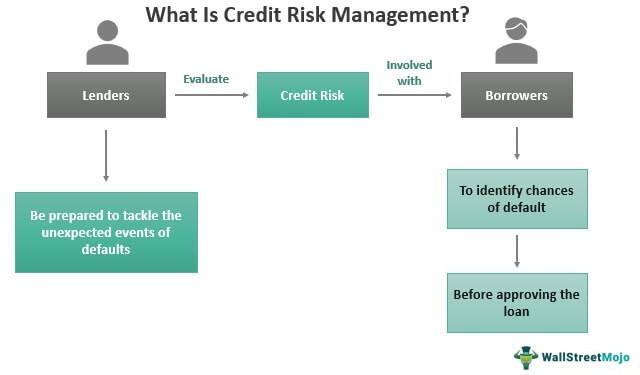 What Is Credit Risk Management?
Lenders
Evaluate
Credit Risk
Involved
with
Borrowers
Be prepared to tackle the
unexpected events of
defaults
To identify chances
of default
Before approving the
loan
WallStreetMojo